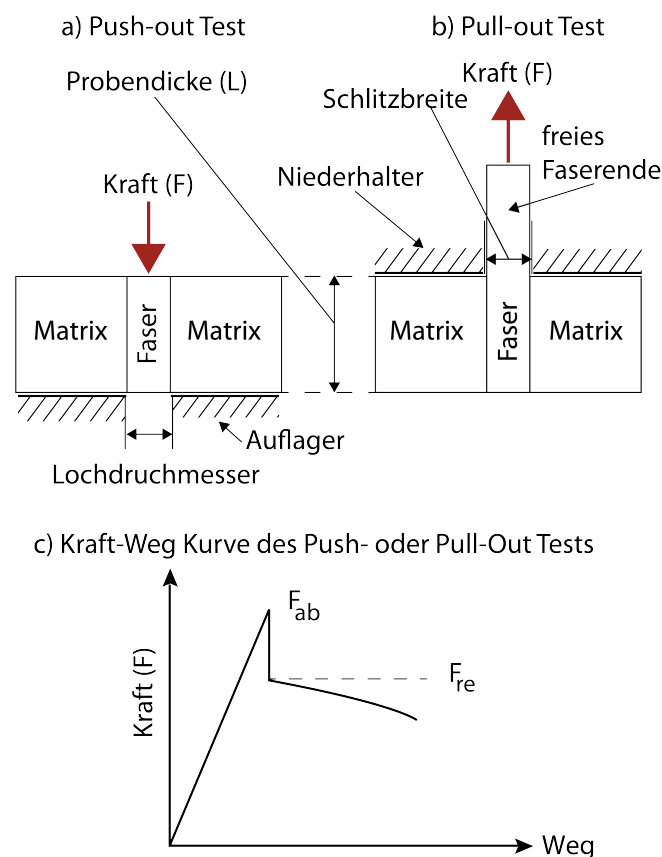 a) Push-out Test
b) Pull-out Test
Probendicke (L)
Kraft (F)
Schlitzbreite
freies
Faserende
Kraft (F)
Niederhalter
Matrix
Faser
Matrix
Matrix
Faser
Matrix
Auflager
Lochdruchmesser
c) Kraft-Weg Kurve des Push- oder Pull-Out Tests
Fab
Fre
Kraft (F)
Weg